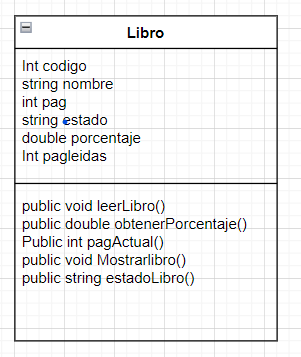 Libro
Int codigo
string nombre
int pag
string estado
double porcentaje
Int pagleidas
public void leerLibro()
public double obtenerPorcentaje()
Public int pagActual()
public void Mostrarlibro()
public string estadoLibro()